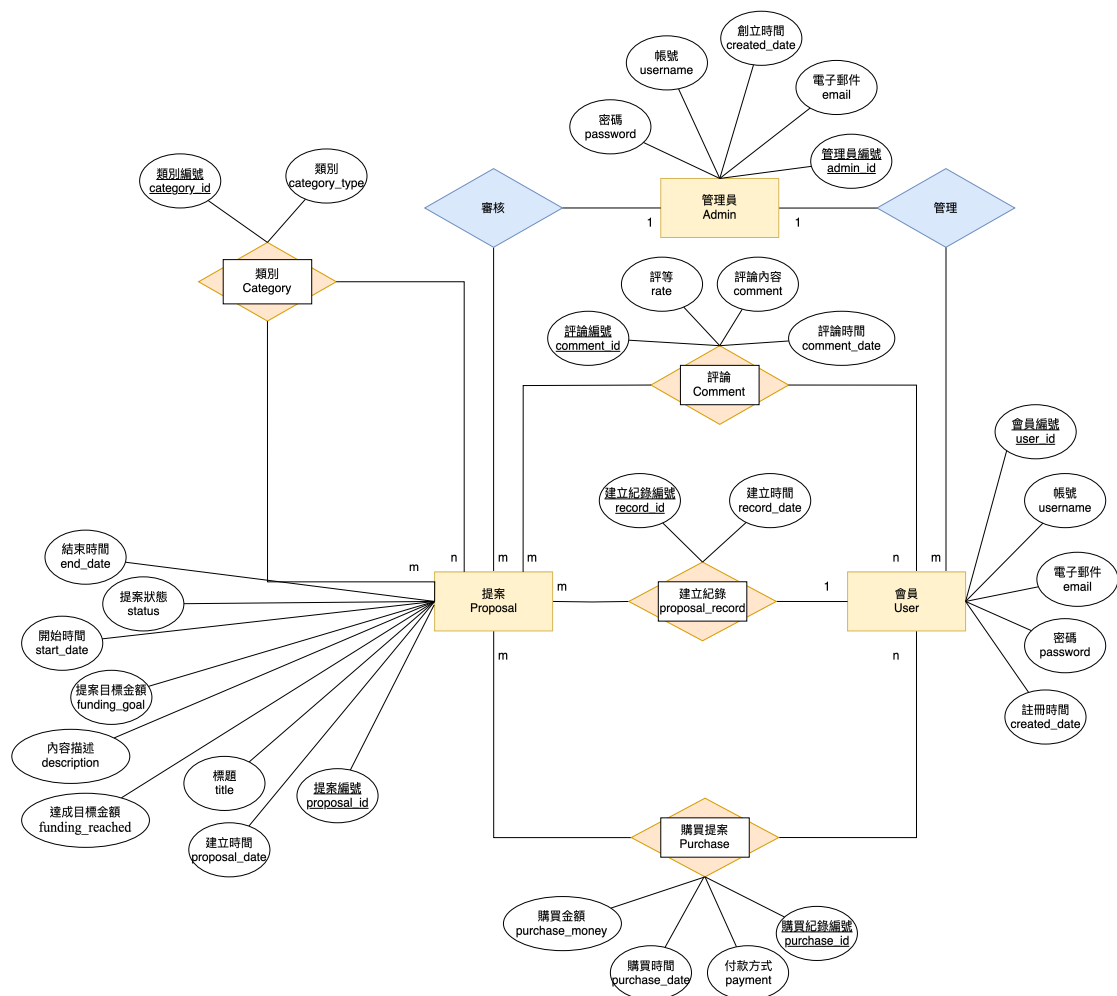 創立時間
created_date
帳號
username
電子郵件
email
密碼
password
管理員編號
admin_id
類別編號
category_id
類別
category_type
審核
管理員
Admin
管理
1
1
類別
Category
評等
rate
評論內容
comment
評論編號
comment_id
評論時間
comment_date
評論
Comment
會員編號
user_id
建立紀錄編號
record_id
建立時間
record_date
帳號
username
結束時間
end_date
m
n
m
m
n
m
電子郵件
email
提案狀態
status
提案
Proposal
m
建立紀錄
proposal_record
1
會員
User
開始時間
start_date
密碼
password
m
n
提案目標金額
funding_goal
註冊時間
created_date
內容描述
description
標題
title
提案編號
proposal_id
達成目標金額
funding_reached
建立時間
proposal_date
購買提案
Purchase
購買金額
purchase_money
購買紀錄編號
purchase_id
購買時間
purchase_date
付款方式
payment